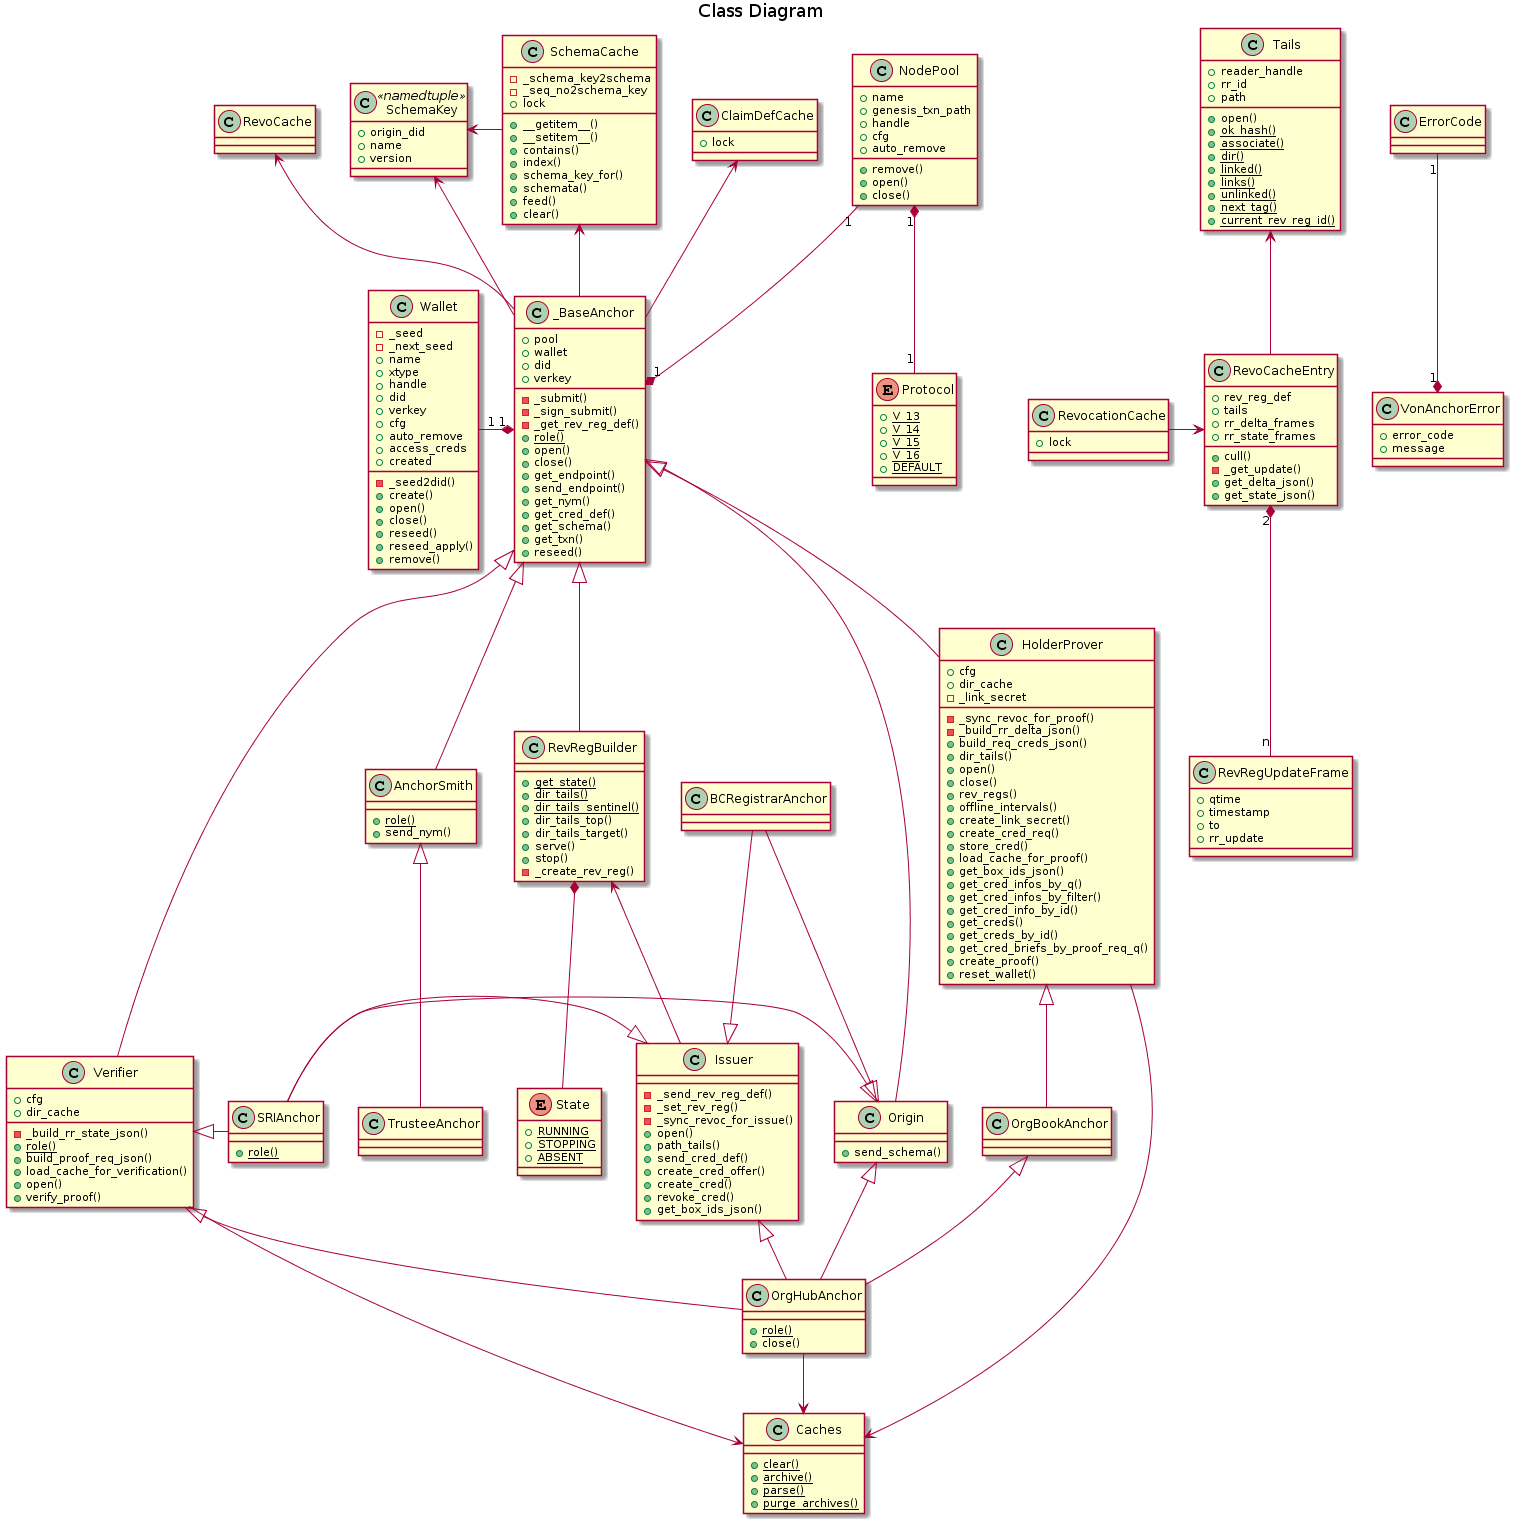 Class Diagram
C SchemaCache
_schema_key2schema
_seq_no2schema_key
lock
__getitem__()
__setitem__()
contains()
index()
schema_key_for()
schemata()
feed()
clear()
C «namedtuple»
SchemaKey
origin_did
name
version
C RevoCache
C ClaimDefCache
lock
C NodePool
name
genesis_txn_path
handle
cfg
auto_remove
remove()
open()
close()
C Tails
reader_handle
rr_id
path
open()
ok_hash()
associate()
dir()
linked()
links()
unlinked()
next_tag()
current_rev_reg_id()
C ErrorCode
1
1
1
C Wallet
_seed
_next_seed
name
xtype
handle
did
verkey
cfg
auto_remove
access_creds
created
_seed2did()
create()
open()
close()
reseed()
reseed_apply()
remove()
1 1
C _BaseAnchor
pool
wallet
did
verkey
_submit()
_sign_submit()
_get_rev_reg_def()
role()
open()
close()
get_endpoint()
send_endpoint()
get_nym()
get_cred_def()
get_schema()
get_txn()
reseed()
1
1
E Protocol
V_13
V_14
V_15
V_16
DEFAULT
C RevocationCache
lock
C RevoCacheEntry
rev_reg_def
tails
rr_delta_frames
rr_state_frames
cull()
_get_update()
get_delta_json()
get_state_json()
1
C VonAnchorError
error_code
message
2
n
C HolderProver
cfg
dir_cache
_link_secret
_sync_revoc_for_proof()
_build_rr_delta_json()
build_req_creds_json()
dir_tails()
open()
close()
rev_regs()
offline_intervals()
create_link_secret()
create_cred_req()
store_cred()
load_cache_for_proof()
get_box_ids_json()
get_cred_infos_by_q()
get_cred_infos_by_filter()
get_cred_info_by_id()
get_creds()
get_creds_by_id()
get_cred_briefs_by_proof_req_q()
create_proof()
reset_wallet()
C RevRegUpdateFrame
qtime
timestamp
to
rr_update
C AnchorSmith
role()
send_nym()
C RevRegBuilder
get_state()
dir_tails()
dir_tails_sentinel()
dir_tails_top()
dir_tails_target()
serve()
stop()
_create_rev_reg()
C BCRegistrarAnchor
C Verifier
cfg
dir_cache
_build_rr_state_json()
role()
build_proof_req_json()
load_cache_for_verification()
open()
verify_proof()
C SRIAnchor
role()
C TrusteeAnchor
E State
RUNNING
STOPPING
ABSENT
C Issuer
_send_rev_reg_def()
_set_rev_reg()
_sync_revoc_for_issue()
open()
path_tails()
send_cred_def()
create_cred_offer()
create_cred()
revoke_cred()
get_box_ids_json()
C Origin
send_schema()
C OrgBookAnchor
C OrgHubAnchor
role()
close()
C Caches
clear()
archive()
parse()
purge_archives()